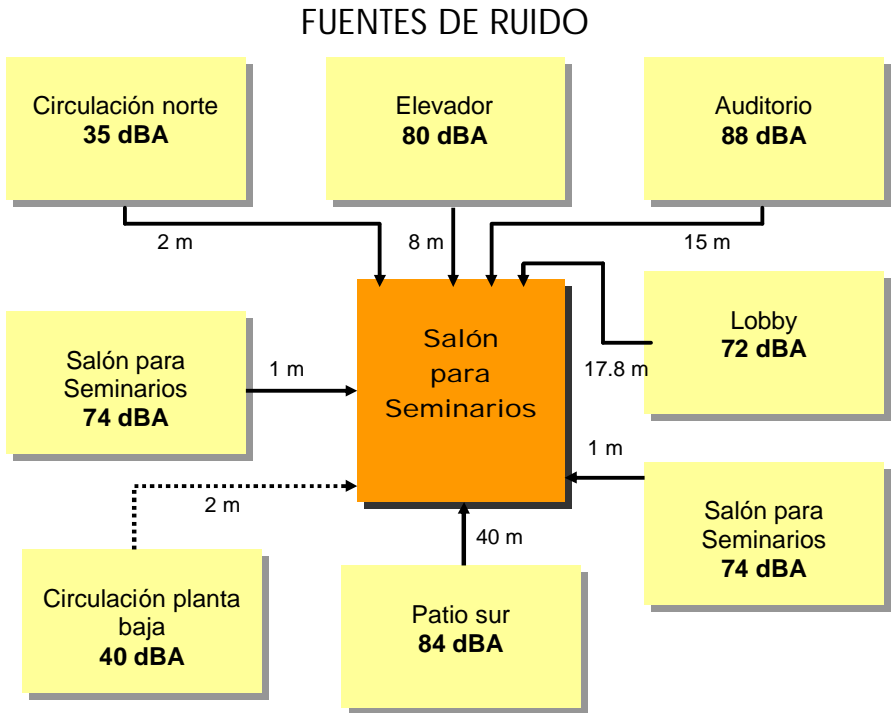 FUENTES DE RUIDO
Circulación norte
35 dBA
Elevador
80 dBA
Auditorio
88 dBA
2 m
8 m
15 m
Salón
para
Seminarios
Lobby
72 dBA
17.8 m
Salón para
Seminarios
74 dBA
1 m
1 m
Salón para
Seminarios
74 dBA
2 m
40 m
Circulación planta
baja
40 dBA
Patio sur
84 dBA